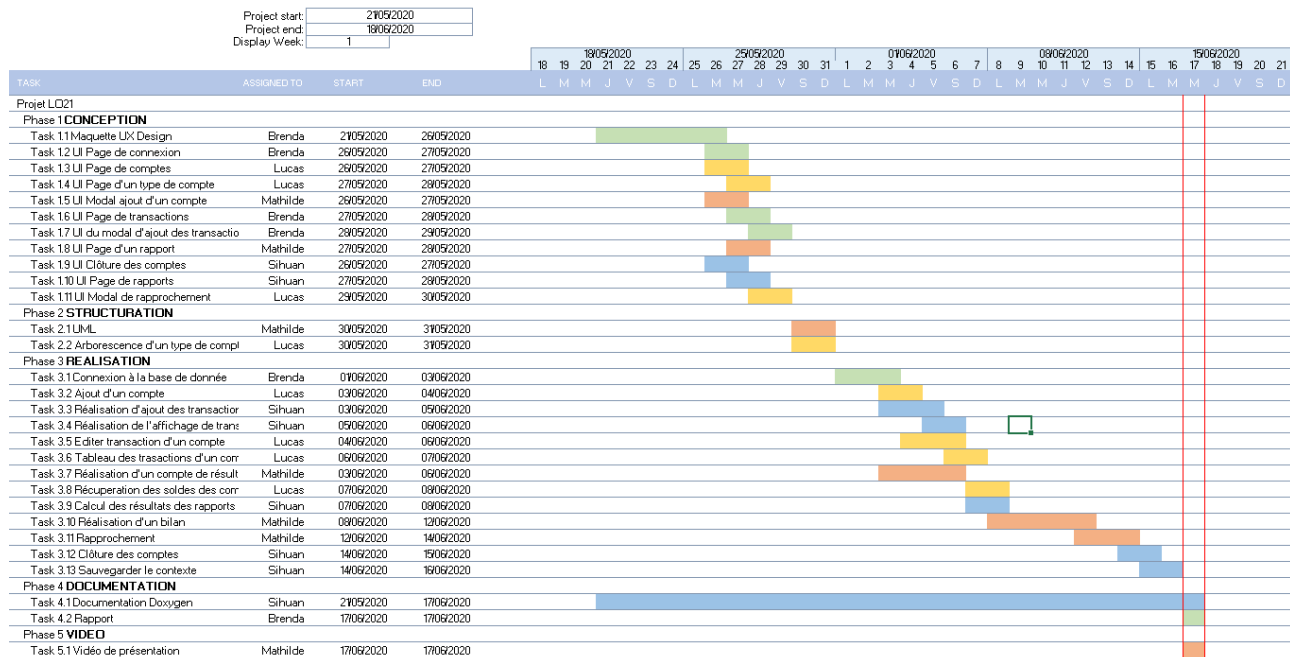 Project start: 21/05/2020
Project end: 18/06/2020
Display Week: 1
18/05/2020 25/05/2020 01/06/2020 08/06/2020 15/06/2020
18 19 20 21 22 23 24 25 26 27 28 29 30 31 1 2 3 4 5 6 7 8 9 10 11 12 13 14 15 16 17 18 19 20 21
TASK ASSIGNED TO START END L M M J V S D L M M J V S D L M M J V S D L M M J V S D L M M J V S D
Projet LO21
Phase 1 CONCEPTION
Task 1.1 Maquette UX Design Brenda 21/05/2020 26/05/2020
Task 1.2 UI Page de connexion Brenda 26/05/2020 27/05/2020
Task 1.3 UI Page de comptes Lucas 26/05/2020 27/05/2020
Task 1.4 UI Page d'un type de compte Lucas 27/05/2020 28/05/2020
Task 1.5 UI Modal ajout d'un compte Mathilde 26/05/2020 27/05/2020
Task 1.6 UI Page de transactions Brenda 27/05/2020 28/05/2020
Task 1.7 UI du modal d'ajout des transactio Brenda 28/05/2020 29/05/2020
Task 1.8 UI Page d'un rapport Mathilde 27/05/2020 28/05/2020
Task 1.9 UI Clôture des comptes Sihuan 26/05/2020 27/05/2020
Task 1.10 UI Page de rapports Sihuan 27/05/2020 28/05/2020
Task 1.11 UI Modal de rapprochement Lucas 29/05/2020 30/05/2020
Phase 2 STRUCTURATION
Task 2.1 UML Mathilde 30/05/2020 31/05/2020
Task 2.2 Arborescence d'un type de compt Lucas 30/05/2020 31/05/2020
Phase 3 REALISATION
Task 3.1 Connexion à la base de donnée Brenda 01/06/2020 03/06/2020
Task 3.2 Ajout d'un compte Lucas 03/06/2020 04/06/2020
Task 3.3 Réalisation d'ajout des transaction Sihuan 03/06/2020 05/06/2020
Task 3.4 Réalisation de l'affichage de trans Sihuan 05/06/2020 06/06/2020
Task 3.5 Editer transaction d'un compte Lucas 04/06/2020 06/06/2020
Task 3.6 Tableau des trasactions d'un com Lucas 06/06/2020 07/06/2020
Task 3.7 Réalisation d'un compte de résult Mathilde 03/06/2020 06/06/2020
Task 3.8 Récuperation des soldes des com Lucas 07/06/2020 08/06/2020
Task 3.9 Calcul des résultats des rapports Sihuan 07/06/2020 08/06/2020
Task 3.10 Réalisation d'un bilan Mathilde 08/06/2020 12/06/2020
Task 3.11 Rapprochement Mathilde 12/06/2020 14/06/2020
Task 3.12 Clôture des comptes Sihuan 14/06/2020 15/06/2020
Task 3.13 Sauvegarder le contexte Sihuan 14/06/2020 16/06/2020
Phase 4 DOCUMENTATION
Task 4.1 Documentation Doxygen Sihuan 21/05/2020 17/06/2020
Task 4.2 Rapport Brenda 17/06/2020 17/06/2020
Phase 5 VIDEO
Task 5.1 Vidéo de présentation Mathilde 17/06/2020 17/06/2020